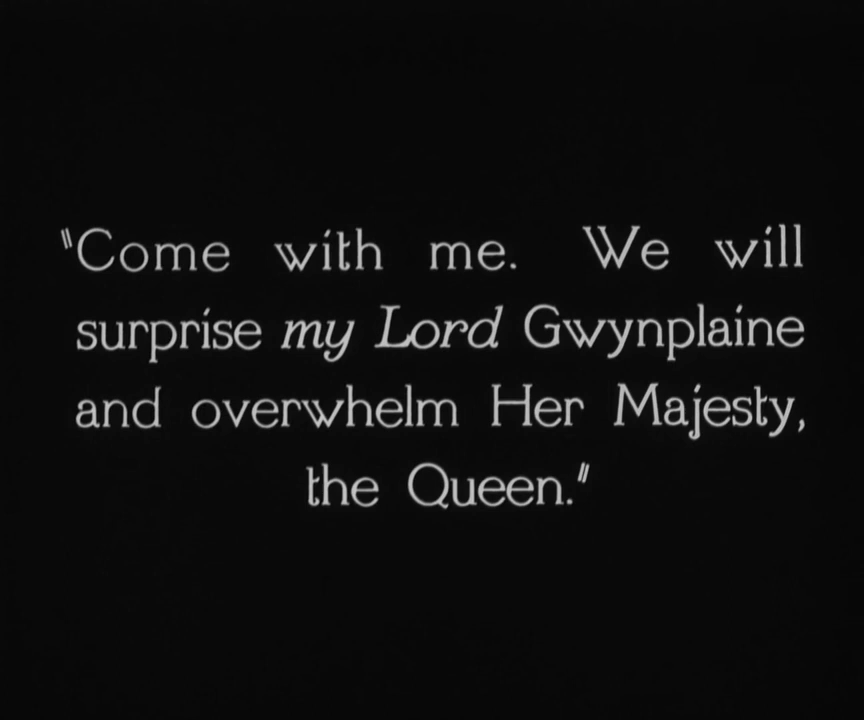 "Come with me. We will
surprise my Lord Gwynplaine
and overwhelm Her Majesty,
the Queen."